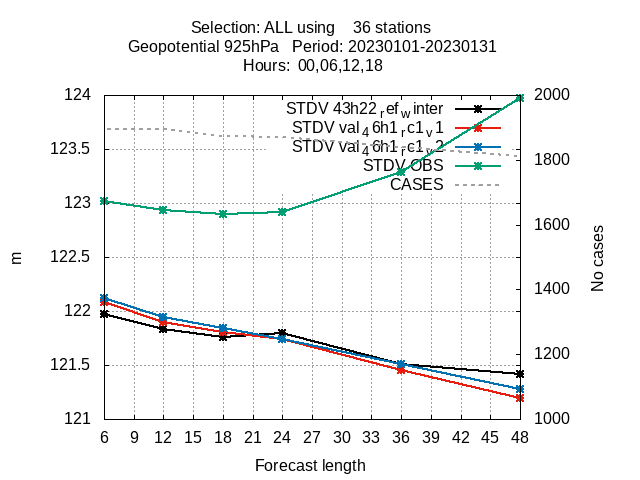 Selection: ALL using    36 stations
Geopotential 925hPa   Period: 20230101-20230131
Hours:  00,06,12,18
STDV 43h22_ref_winter
STDV val_46h1_rc1_v1
STDV val_46h1_rc1_v2
STDV OBS
CASES
124
123.5
123
122.5
122
121.5
121
m
2000
1800
1600
1400
1200
1000
No cases
6 9 12 15 18 21 24 27 30 33 36 39 42 45 48
Forecast length